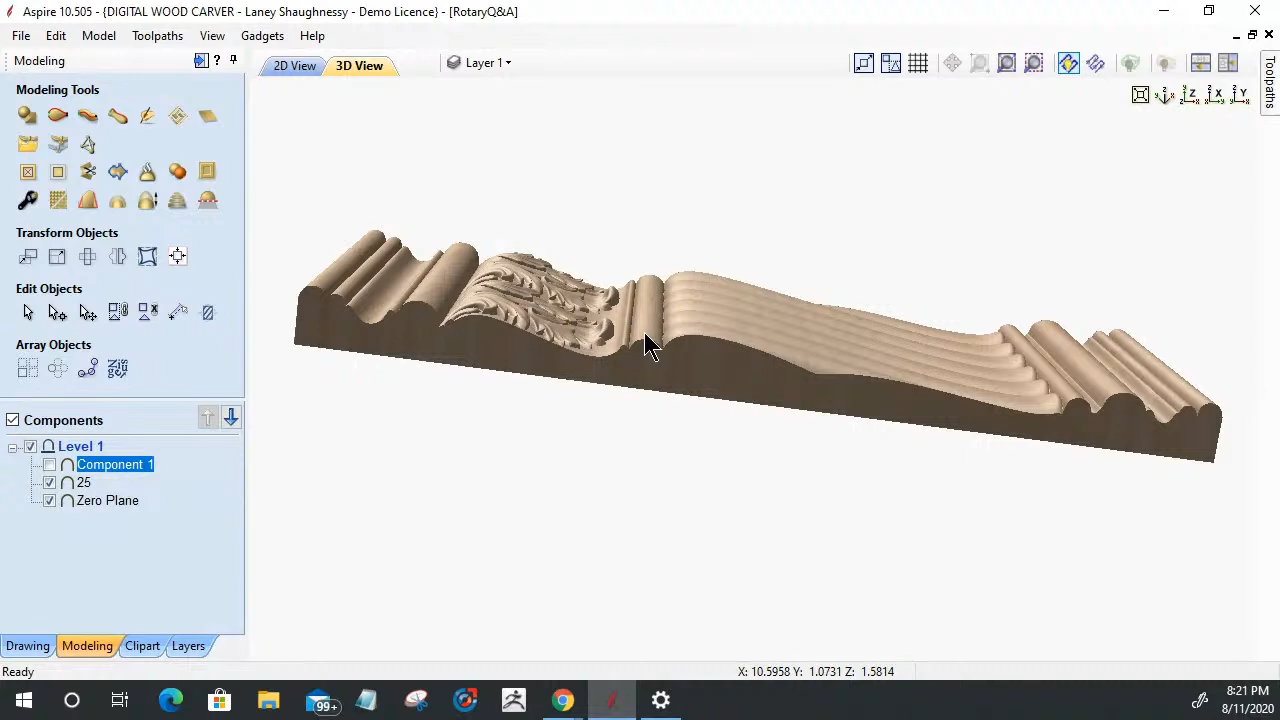 Aspire 10.505 - {DIGITAL WOOD CARVER - Laney Shaughnessy - Demo Licence} - [RotaryQ&A]
File Edit Model Toolpaths View Gadgets Help
Modeling
?
2D View 3D View Layer 1
Toolpaths
Z X Y
Modeling Tools
Transform Objects
Edit Objects
Array Objects
Components
Level 1
Component 1
25
Zero Plane
Drawing Modeling Clipart Layers
Ready
X: 10.5958 Y: 1.0731 Z: 1.5814
99+
8:21 PM
8/11/2020